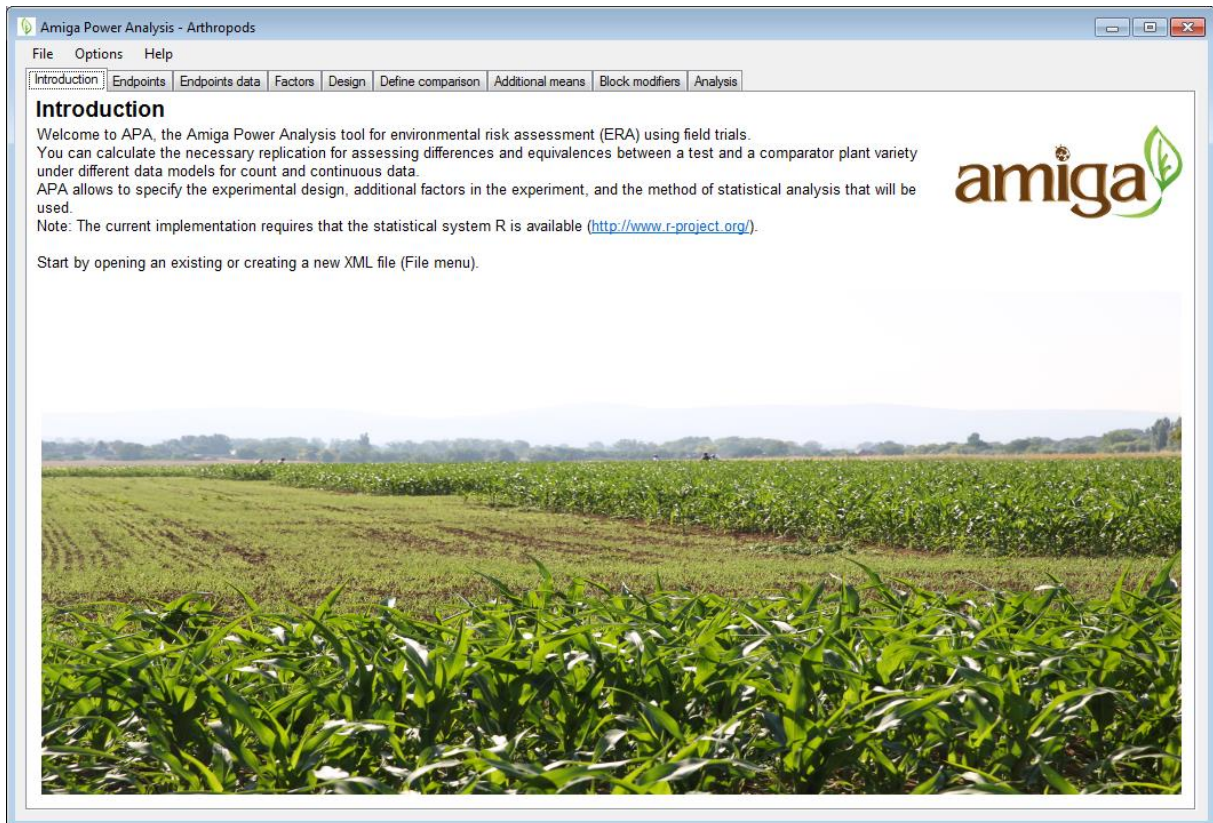 Amiga Power Analysis - Arthropods
File Options Help
Introduction Endpoints Endpoints data Factors Design Define comparison Additional means Block modifiers Analysis
Introduction
Welcome to APA, the Amiga Power Analysis tool for environmental risk assessment (ERA) using field trials.
You can calculate the necessary replication for assessing differences and equivalences between a test and a comparator plant variety
under different data models for count and continuous data.
APA allows to specify the experimental design, additional factors in the experiment, and the method of statistical analysis that will be
used.
Note: The current implementation requires that the statistical system R is available (http://www.r-project.org/).
Start by opening an existing or creating a new XML file (File menu).
amiga